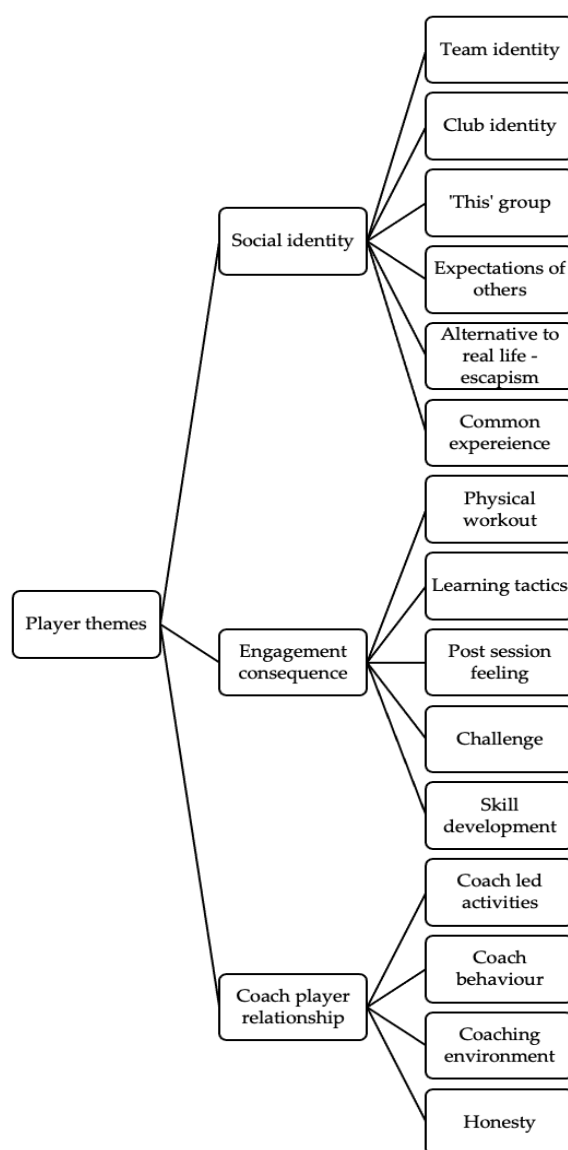 Player themes
Social identity
Team identity
Club identity
'This' group
Expectations of
others
Alternative to
real life -
escapism
Common
expereience
Engagement
consequence
Physical
workout
Learning tactics
Post session
feeling
Challenge
Skill
development
Coach player
relationship
Coach led
activities
Coach
behaviour
Coaching
environment
Honesty